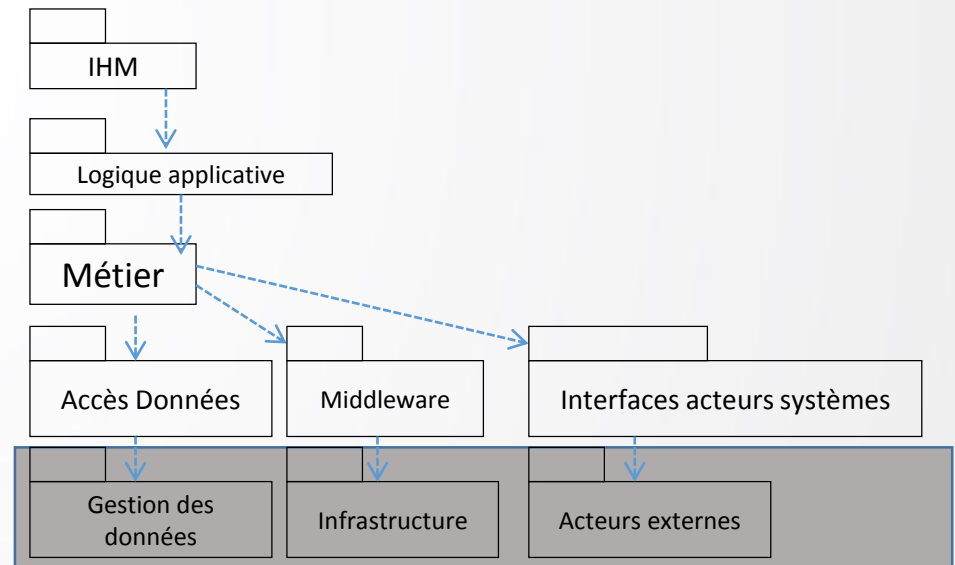 IHM
Logique applicative
Métier
Accès Données
Middleware
Interfaces acteurs systèmes
Gestion des
données
Infrastructure
Acteurs externes